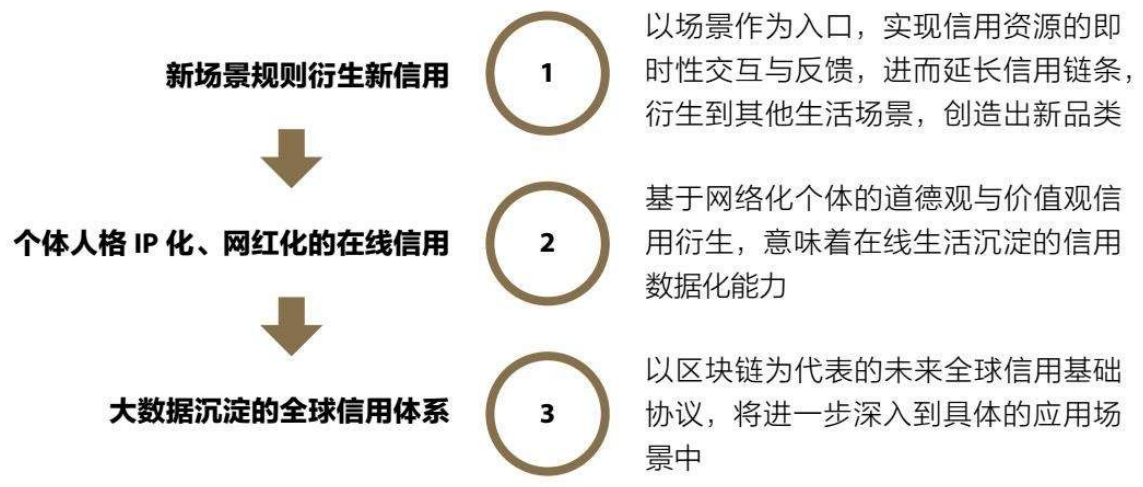 新场景规则衍生新信用
1
以场景作为入口，实现信用资源的即
时性交互与反馈，进而延长信用链条，
衍生到其他生活场景，创造出新品类
个体人格 IP 化、网红化的在线信用
2
基于网络化个体的道德观与价值观信
用衍生，意味着在线生活沉淀的信用
数据化能力
大数据沉淀的全球信用体系
3
以区块链为代表的未来全球信用基础
协议，将进一步深入到具体的应用场
景中